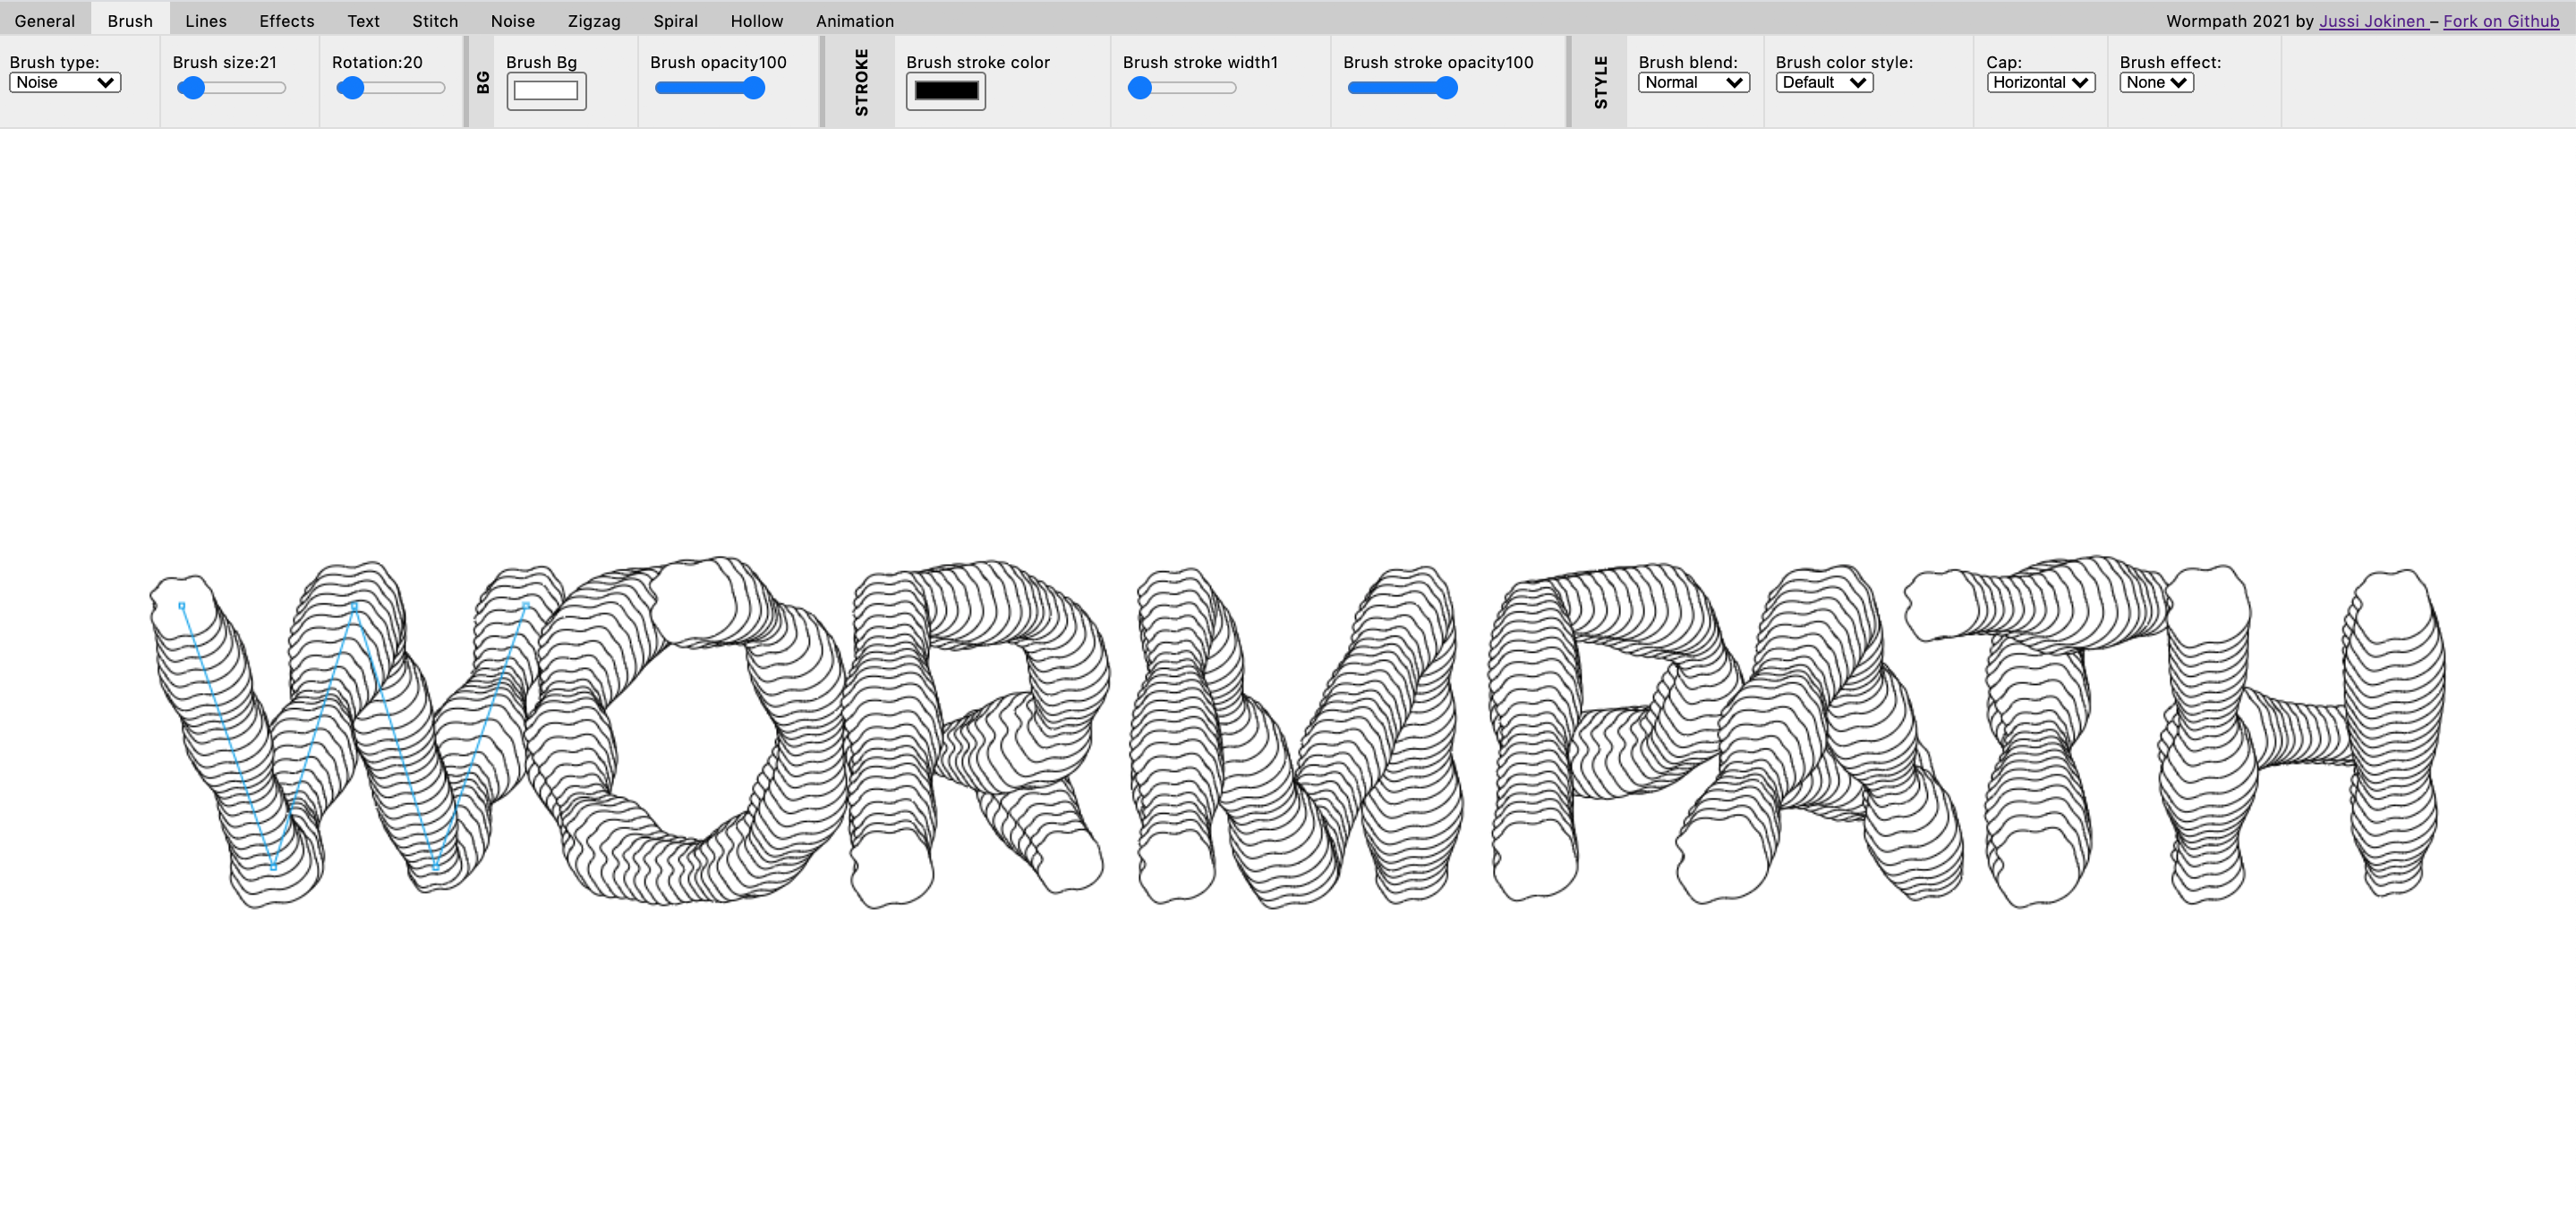 General Brush Lines Effects Text Stitch Noise Zigzag Spiral Hollow Animation Wormpath 2021 by Jussi Jokinen – Fork on Github
Brush type: Brush size:21 Rotation:20 BG Brush Bg Brush opacity100 STROKE Brush stroke color Brush stroke width1 Brush stroke opacity100 STYLE Brush blend: Brush color style: Cap: Brush effect:
Noise Normal Default Horizontal None
WORMPATH